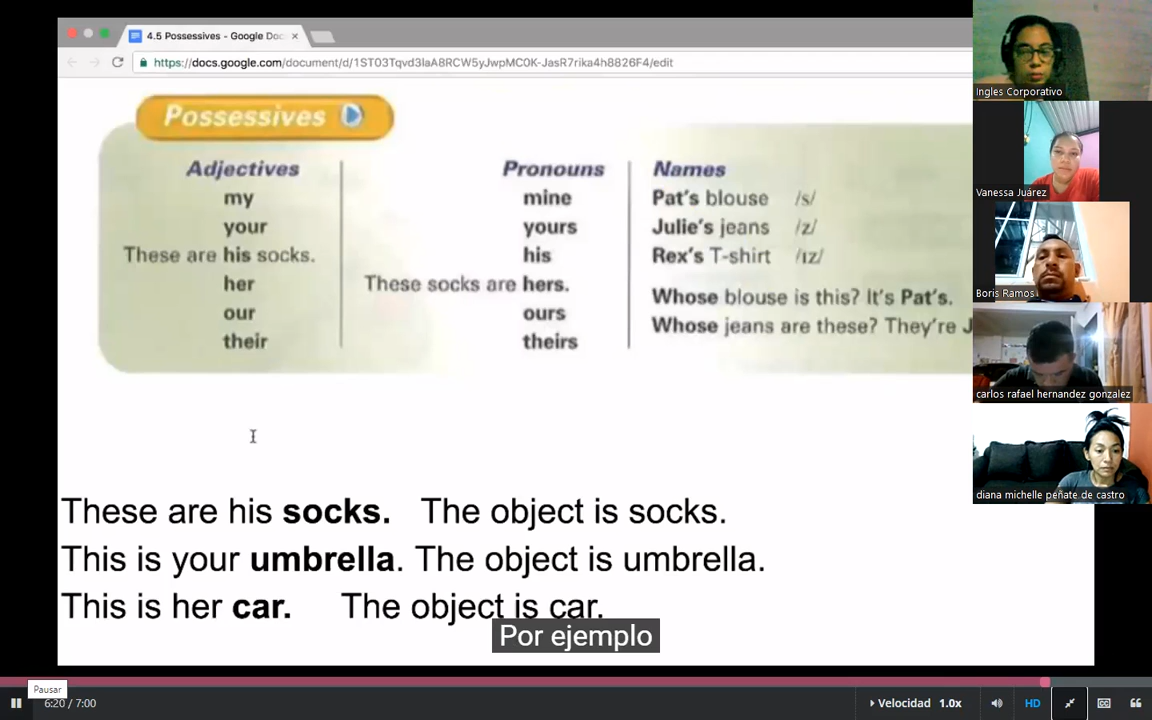 4.5 Possessives - Google Doc
https://docs.google.com/document/d/1ST03Tqvd3laA8RCW5yJwpMC0K-JasR7rika4h8826F4/edit
Possessives
Adjectives Pronouns Names
my mine Pat's blouse /s/
your yours Julie's jeans /z/
These are his socks. his Rex's T-shirt /ɪz/
her These socks are hers.
Whose blouse is this? It's Pat's.
our ours
Whose jeans are these? They're J
their theirs
These are his socks. The object is socks.
This is your umbrella. The object is umbrella.
This is her car. The object is car.
Por ejemplo
Ingles Corporativo
Vanessa Juárez
Boris Ramos
carlos rafael hernandez gonzalez
diana michelle peñate de castro
Pausar
6:20 / 7:00
Velocidad 1.0x
HD